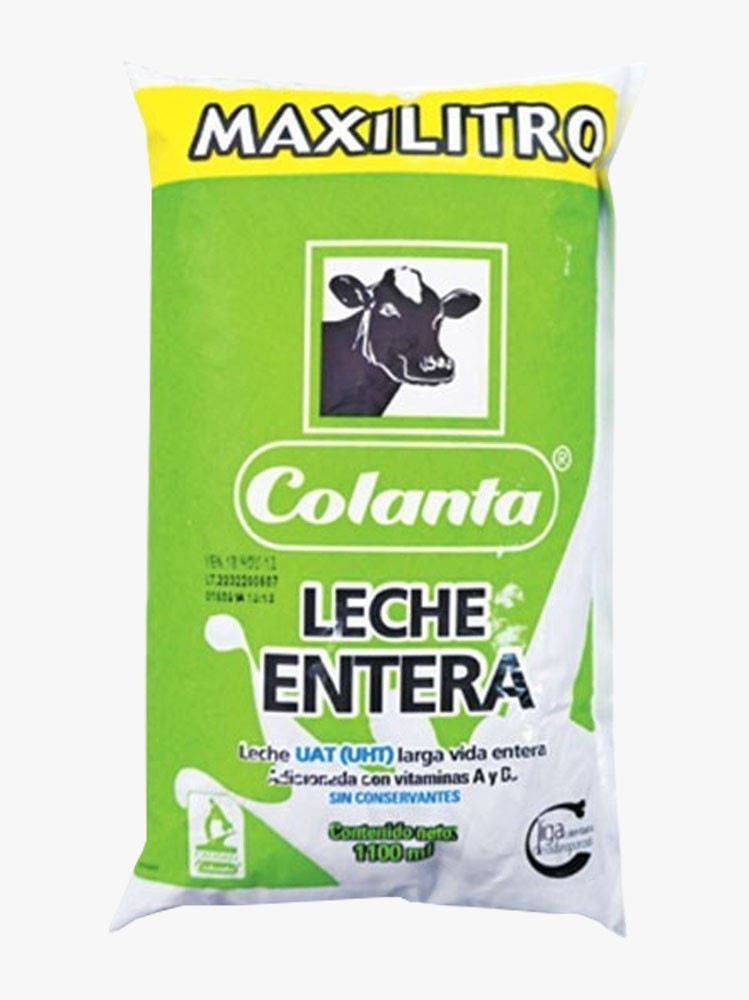 MAXILITRO
Colanta®
LECHE
ENTERA
Leche UAT (UHT) larga vida entera
Adicionada con vitaminas A y
SIN CONSERVANTES
Contenido neto:
1100 ml
Colanta